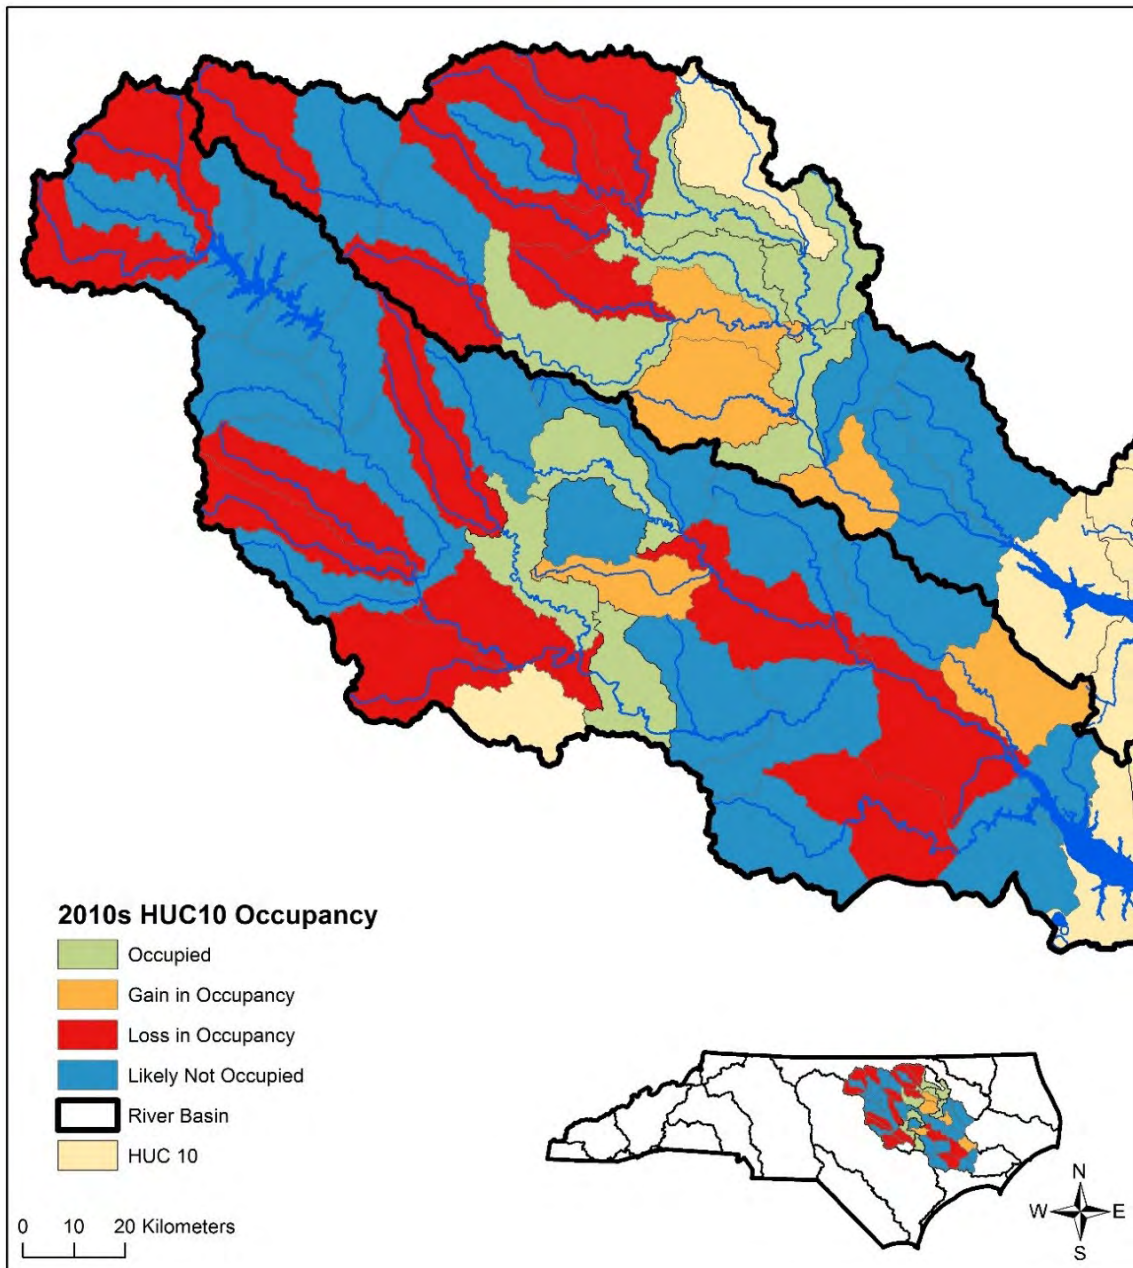 2010s HUC10 Occupancy
Occupied
Gain in Occupancy
Loss in Occupancy
Likely Not Occupied
River Basin
HUC 10
0 10 20 Kilometers
N
W E
S